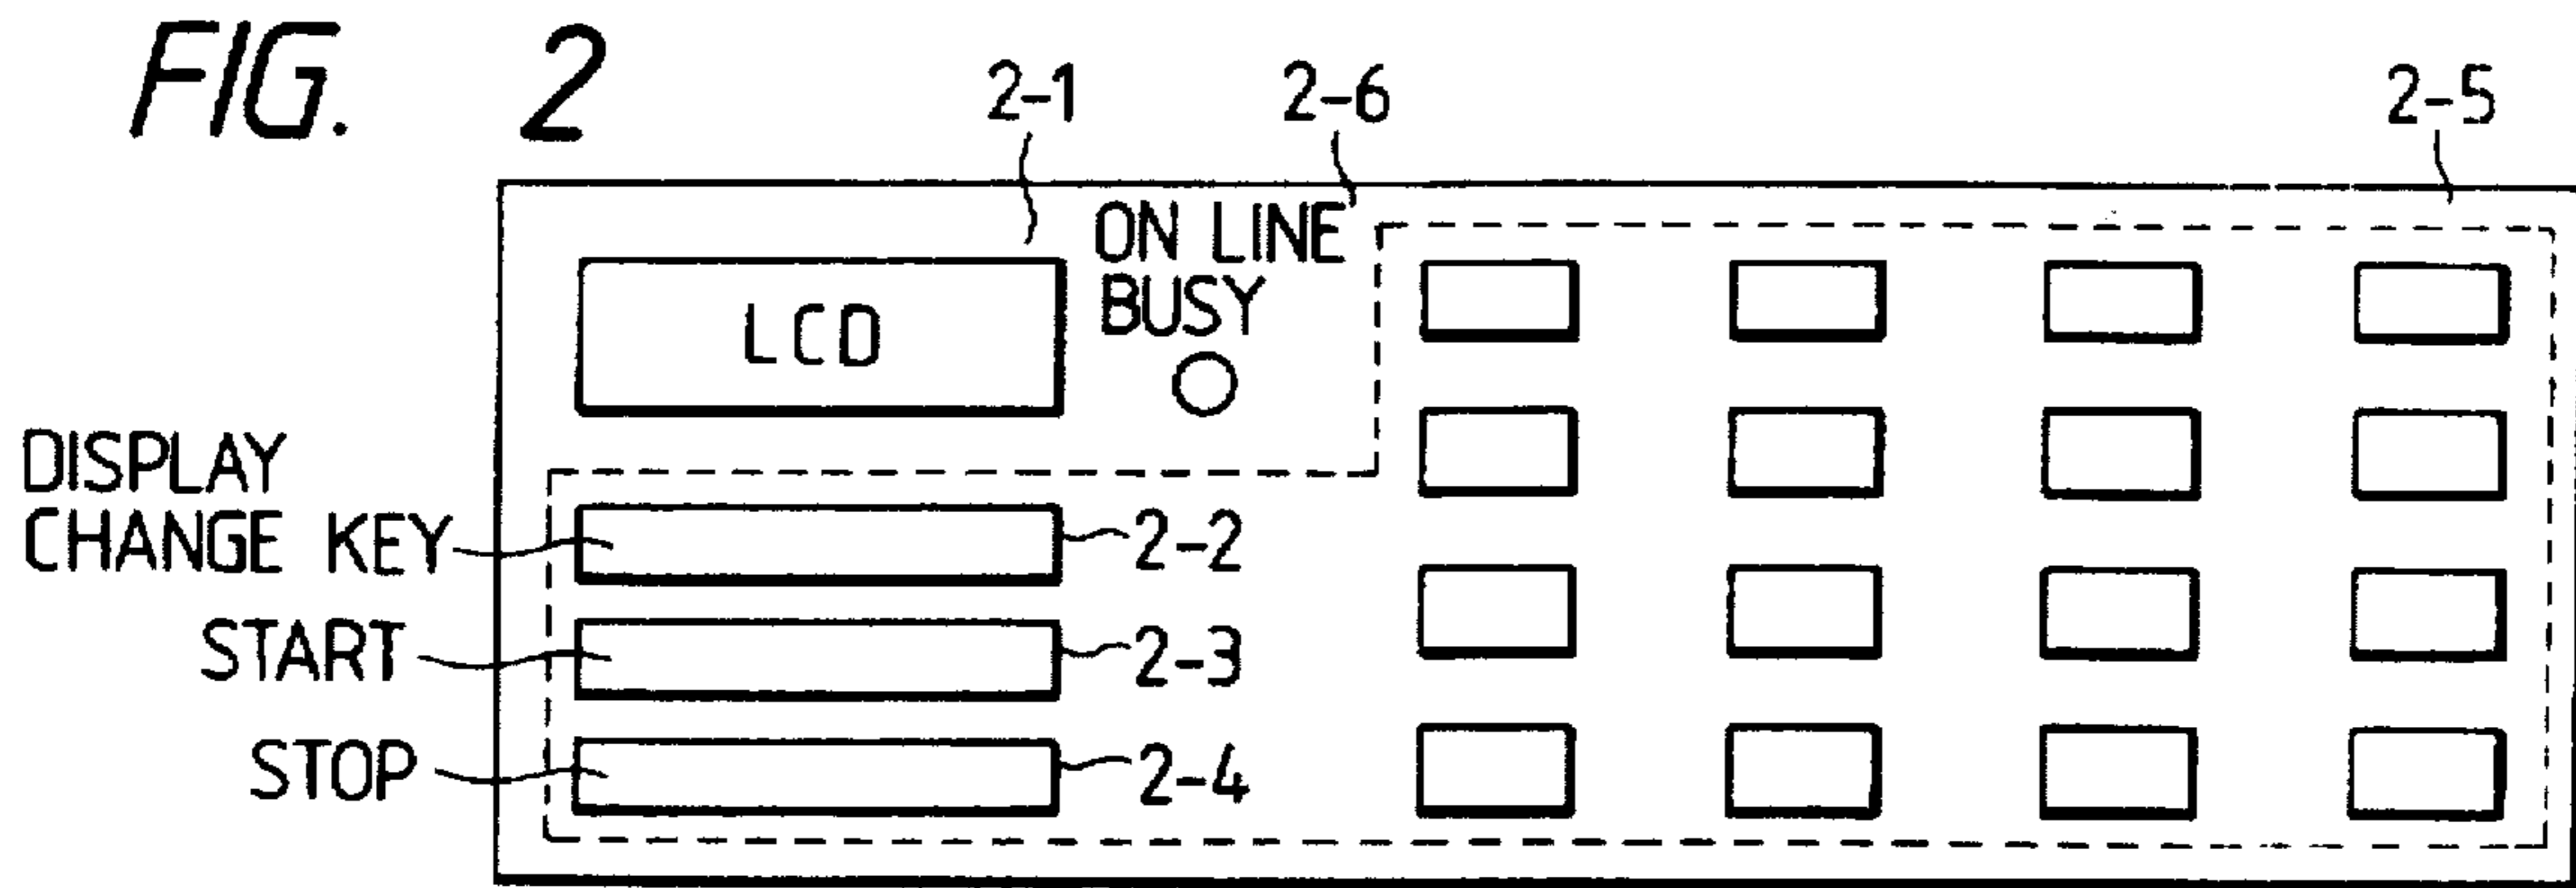 FIG. 2
2-1
2-6
2-5
ON LINE
BUSY
LCD
DISPLAY
CHANGE KEY
2-2
START
2-3
STOP
2-4